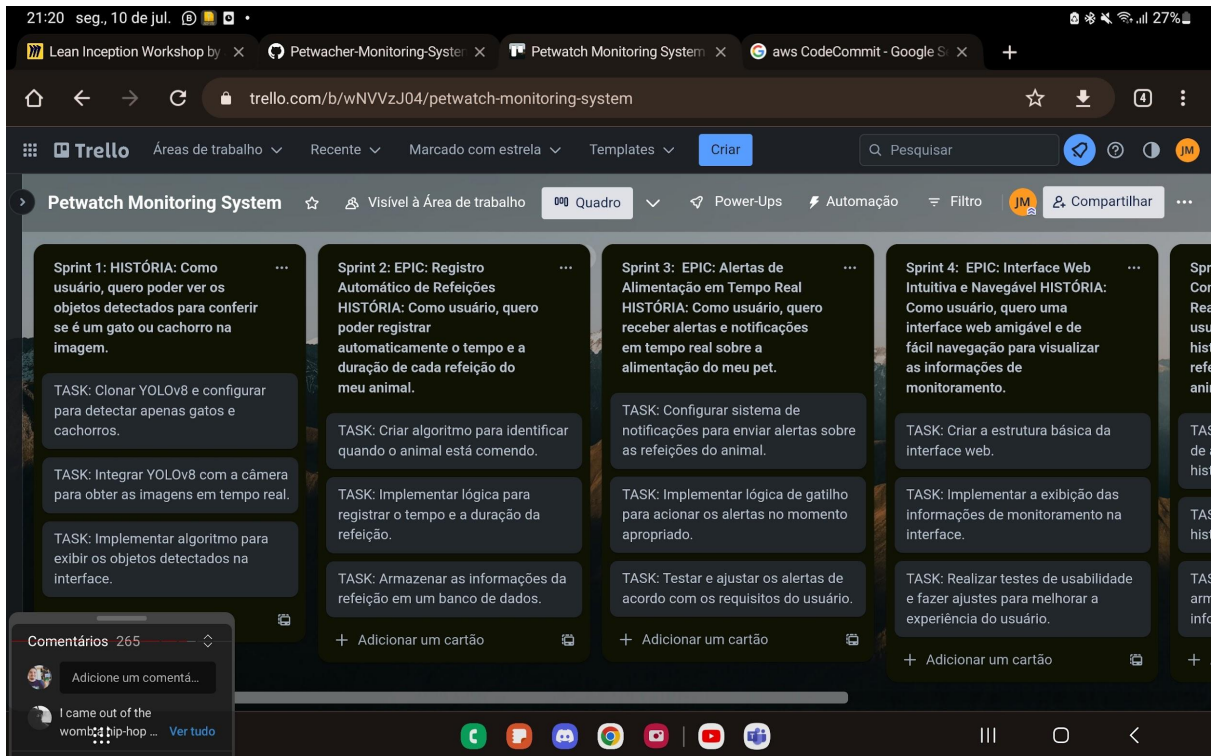 21:20 seg., 10 de jul.
27%
Lean Inception Workshop by
Petwacher-Monitoring-System
Petwatch Monitoring System
aws CodeCommit - Google Se
trello.com/b/wNVVzJ04/petwatch-monitoring-system
4
Trello
Áreas de trabalho
Recente
Marcado com estrela
Templates
Criar
Pesquisar
JM
Petwatch Monitoring System
Visível à Área de trabalho
Quadro
Power-Ups
Automação
Filtro
JM
Compartilhar
Sprint 1: HISTÓRIA: Como
usuário, quero poder ver os
objetos detectados para conferir
se é um gato ou cachorro na
imagem.
TASK: Clonar YOLOv8 e configurar
para detectar apenas gatos e
cachorros.
TASK: Integrar YOLOv8 com a câmera
para obter as imagens em tempo real.
TASK: Implementar algoritmo para
exibir os objetos detectados na
interface.
Sprint 2: EPIC: Registro
Automático de Refeições
HISTÓRIA: Como usuário, quero
poder registrar
automaticamente o tempo e a
duração de cada refeição do
meu animal.
TASK: Criar algoritmo para identificar
quando o animal está comendo.
TASK: Implementar lógica para
registrar o tempo e a duração da
refeição.
TASK: Armazenar as informações da
refeição em um banco de dados.
+ Adicionar um cartão
Sprint 3: EPIC: Alertas de
Alimentação em Tempo Real
HISTÓRIA: Como usuário, quero
receber alertas e notificações
em tempo real sobre a
alimentação do meu pet.
TASK: Configurar sistema de
notificações para enviar alertas sobre
as refeições do animal.
TASK: Implementar lógica de gatilho
para acionar os alertas no momento
apropriado.
TASK: Testar e ajustar os alertas de
acordo com os requisitos do usuário.
+ Adicionar um cartão
Sprint 4: EPIC: Interface Web
Intuitiva e Navegável HISTÓRIA:
Como usuário, quero uma
interface web amigável e de
fácil navegação para visualizar
as informações de
monitoramento.
TASK: Criar a estrutura básica da
interface web.
TASK: Implementar a exibição das
informações de monitoramento na
interface.
TASK: Realizar testes de usabilidade
e fazer ajustes para melhorar a
experiência do usuário.
+ Adicionar um cartão
Comentários 265
Adicione um comentá...
I came out of the
hip-hop ... Ver tudo